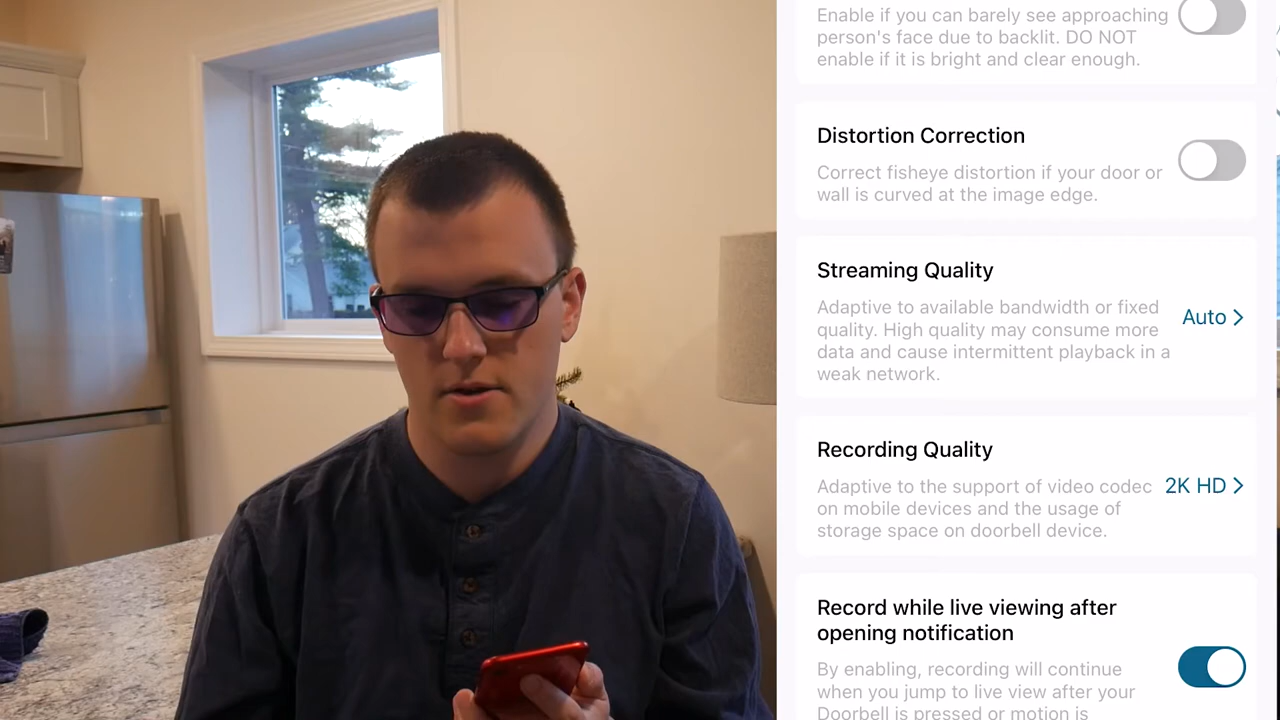 Enable if you can barely see approaching
person's face due to backlit. DO NOT
enable if it is bright and clear enough.
Distortion Correction
Correct fisheye distortion if your door or
wall is curved at the image edge.
Streaming Quality
Adaptive to available bandwidth or fixed
quality. High quality may consume more
data and cause intermittent playback in a
weak network.
Auto
Recording Quality
Adaptive to the support of video codec
on mobile devices and the usage of
storage space on doorbell device.
2K HD
Record while live viewing after
opening notification
By enabling, recording will continue
when you jump to live view after your
Doorbell is pressed or motion is